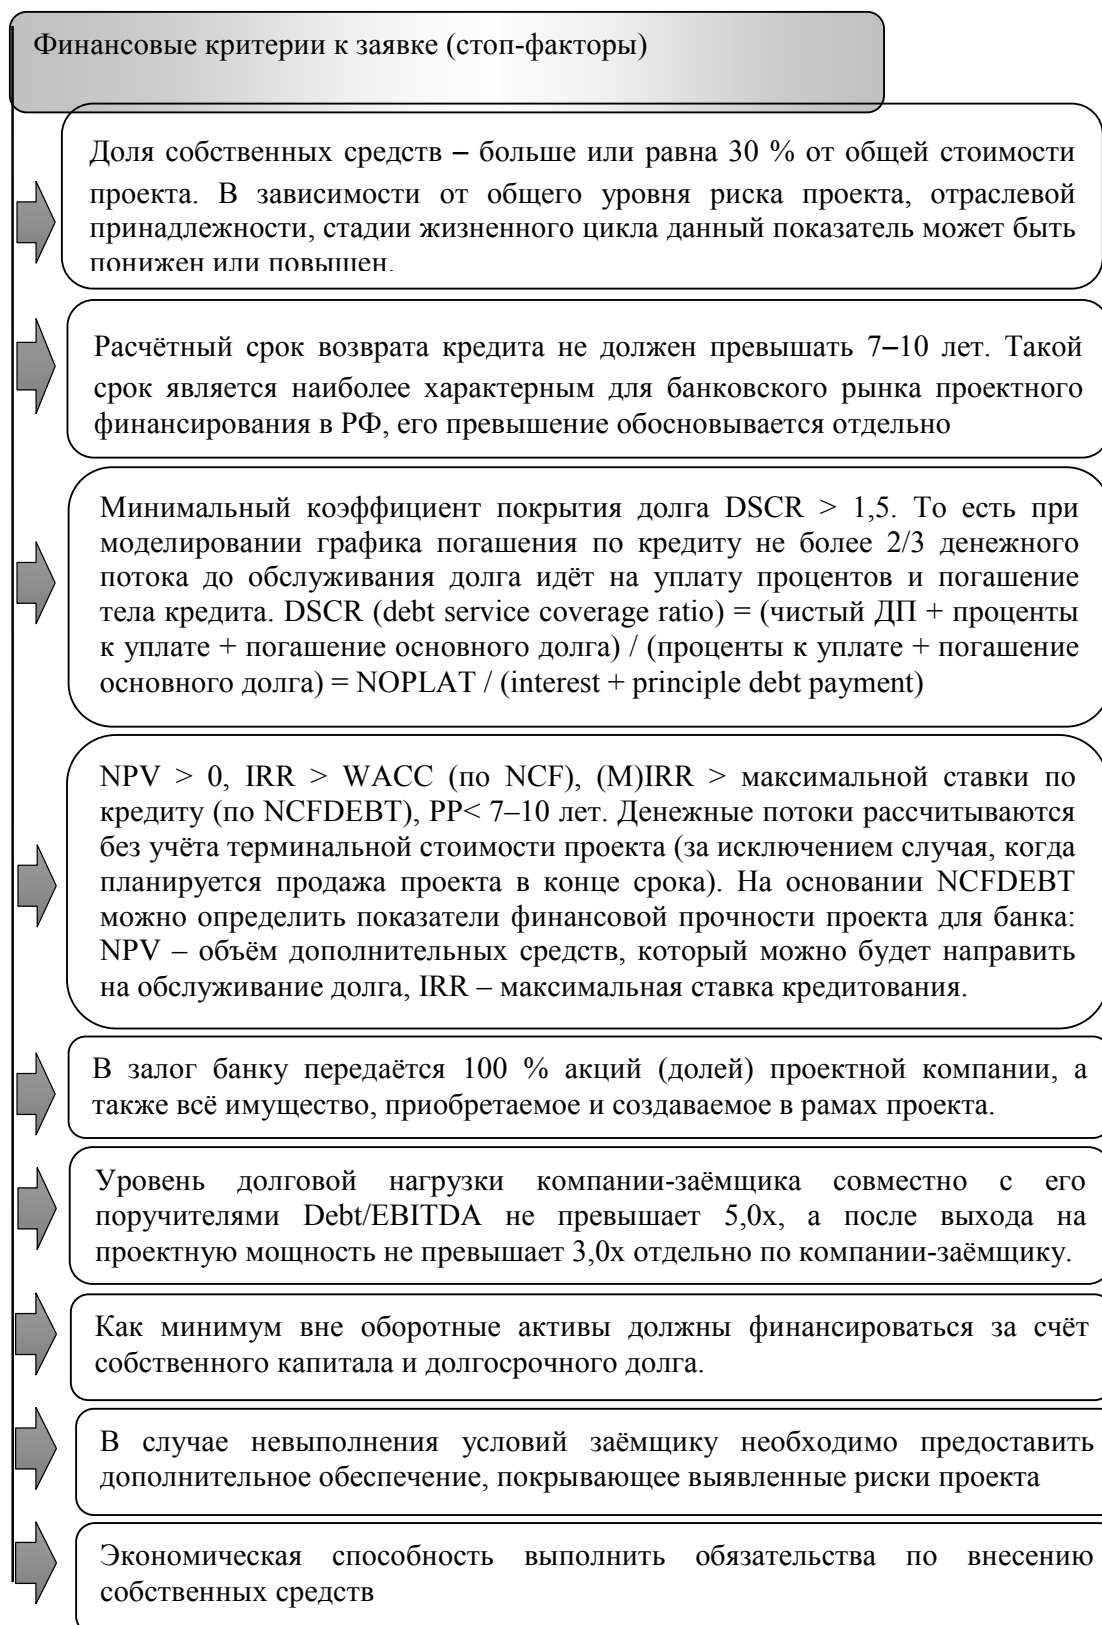 Финансовые критерии к заявке (стоп-факторы)
Доля собственных средств – больше или равна 30 % от общей стоимости
проекта. В зависимости от общего уровня риска проекта, отраслевой
принадлежности, стадии жизненного цикла данный показатель может быть
понижен или повышен.
Расчётный срок возврата кредита не должен превышать 7–10 лет. Такой
срок является наиболее характерным для банковского рынка проектного
финансирования в РФ, его превышение обосновывается отдельно
Минимальный коэффициент покрытия долга DSCR > 1,5. То есть при
моделировании графика погашения по кредиту не более 2/3 денежного
потока до обслуживания долга идёт на уплату процентов и погашение
тела кредита. DSCR (debt service coverage ratio) = (чистый ДП + проценты
к уплате + погашение основного долга) / (проценты к уплате + погашение
основного долга) = NOPLAT / (interest + principle debt payment)
NPV > 0, IRR > WACC (по NCF), (M)IRR > максимальной ставки по
кредиту (по NCFDEBT), PP< 7–10 лет. Денежные потоки рассчитываются
без учёта терминальной стоимости проекта (за исключением случая, когда
планируется продажа проекта в конце срока). На основании NCFDEBT
можно определить показатели финансовой прочности проекта для банка:
NPV – объём дополнительных средств, который можно будет направить
на обслуживание долга, IRR – максимальная ставка кредитования.
В залог банку передаётся 100 % акций (долей) проектной компании, а
также всё имущество, приобретаемое и создаваемое в рамах проекта.
Уровень долговой нагрузки компании-заёмщика совместно с его
поручителями Debt/EBITDA не превышает 5,0x, а после выхода на
проектную мощность не превышает 3,0x отдельно по компании-заёмщику.
Как минимум вне оборотные активы должны финансироваться за счёт
собственного капитала и долгосрочного долга.
В случае невыполнения условий заёмщику необходимо предоставить
дополнительное обеспечение, покрывающее выявленные риски проекта
Экономическая способность выполнить обязательства по внесению
собственных средств